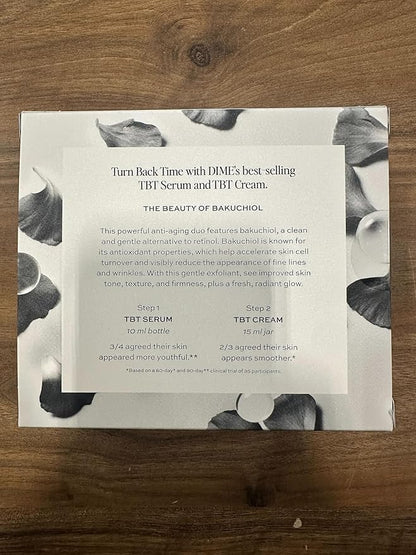 Turn Back Time with DIME's best-selling
TBT Serum and TBT Cream.
THE BEAUTY OF BAKUCHIOL
This powerful anti-aging duo features bakuchiol, a clean
and gentle alternative to retinol. Bakuchiol is known for
its antioxidant properties, which help accelerate skin cell
turnover and visibly reduce the appearance of fine lines
and wrinkles. With this gentle exfoliant, see improved skin
tone, texture, and firmness, plus a fresh, radiant glow.
Step 1
TBT SERUM
10 ml bottle
3/4 agreed their skin
appeared more youthful.**
Step 2
TBT CREAM
15 ml jar
2/3 agreed their skin
appears smoother.*
*Based on a 60-day* and 90-day** clinical trial of 35 participants.